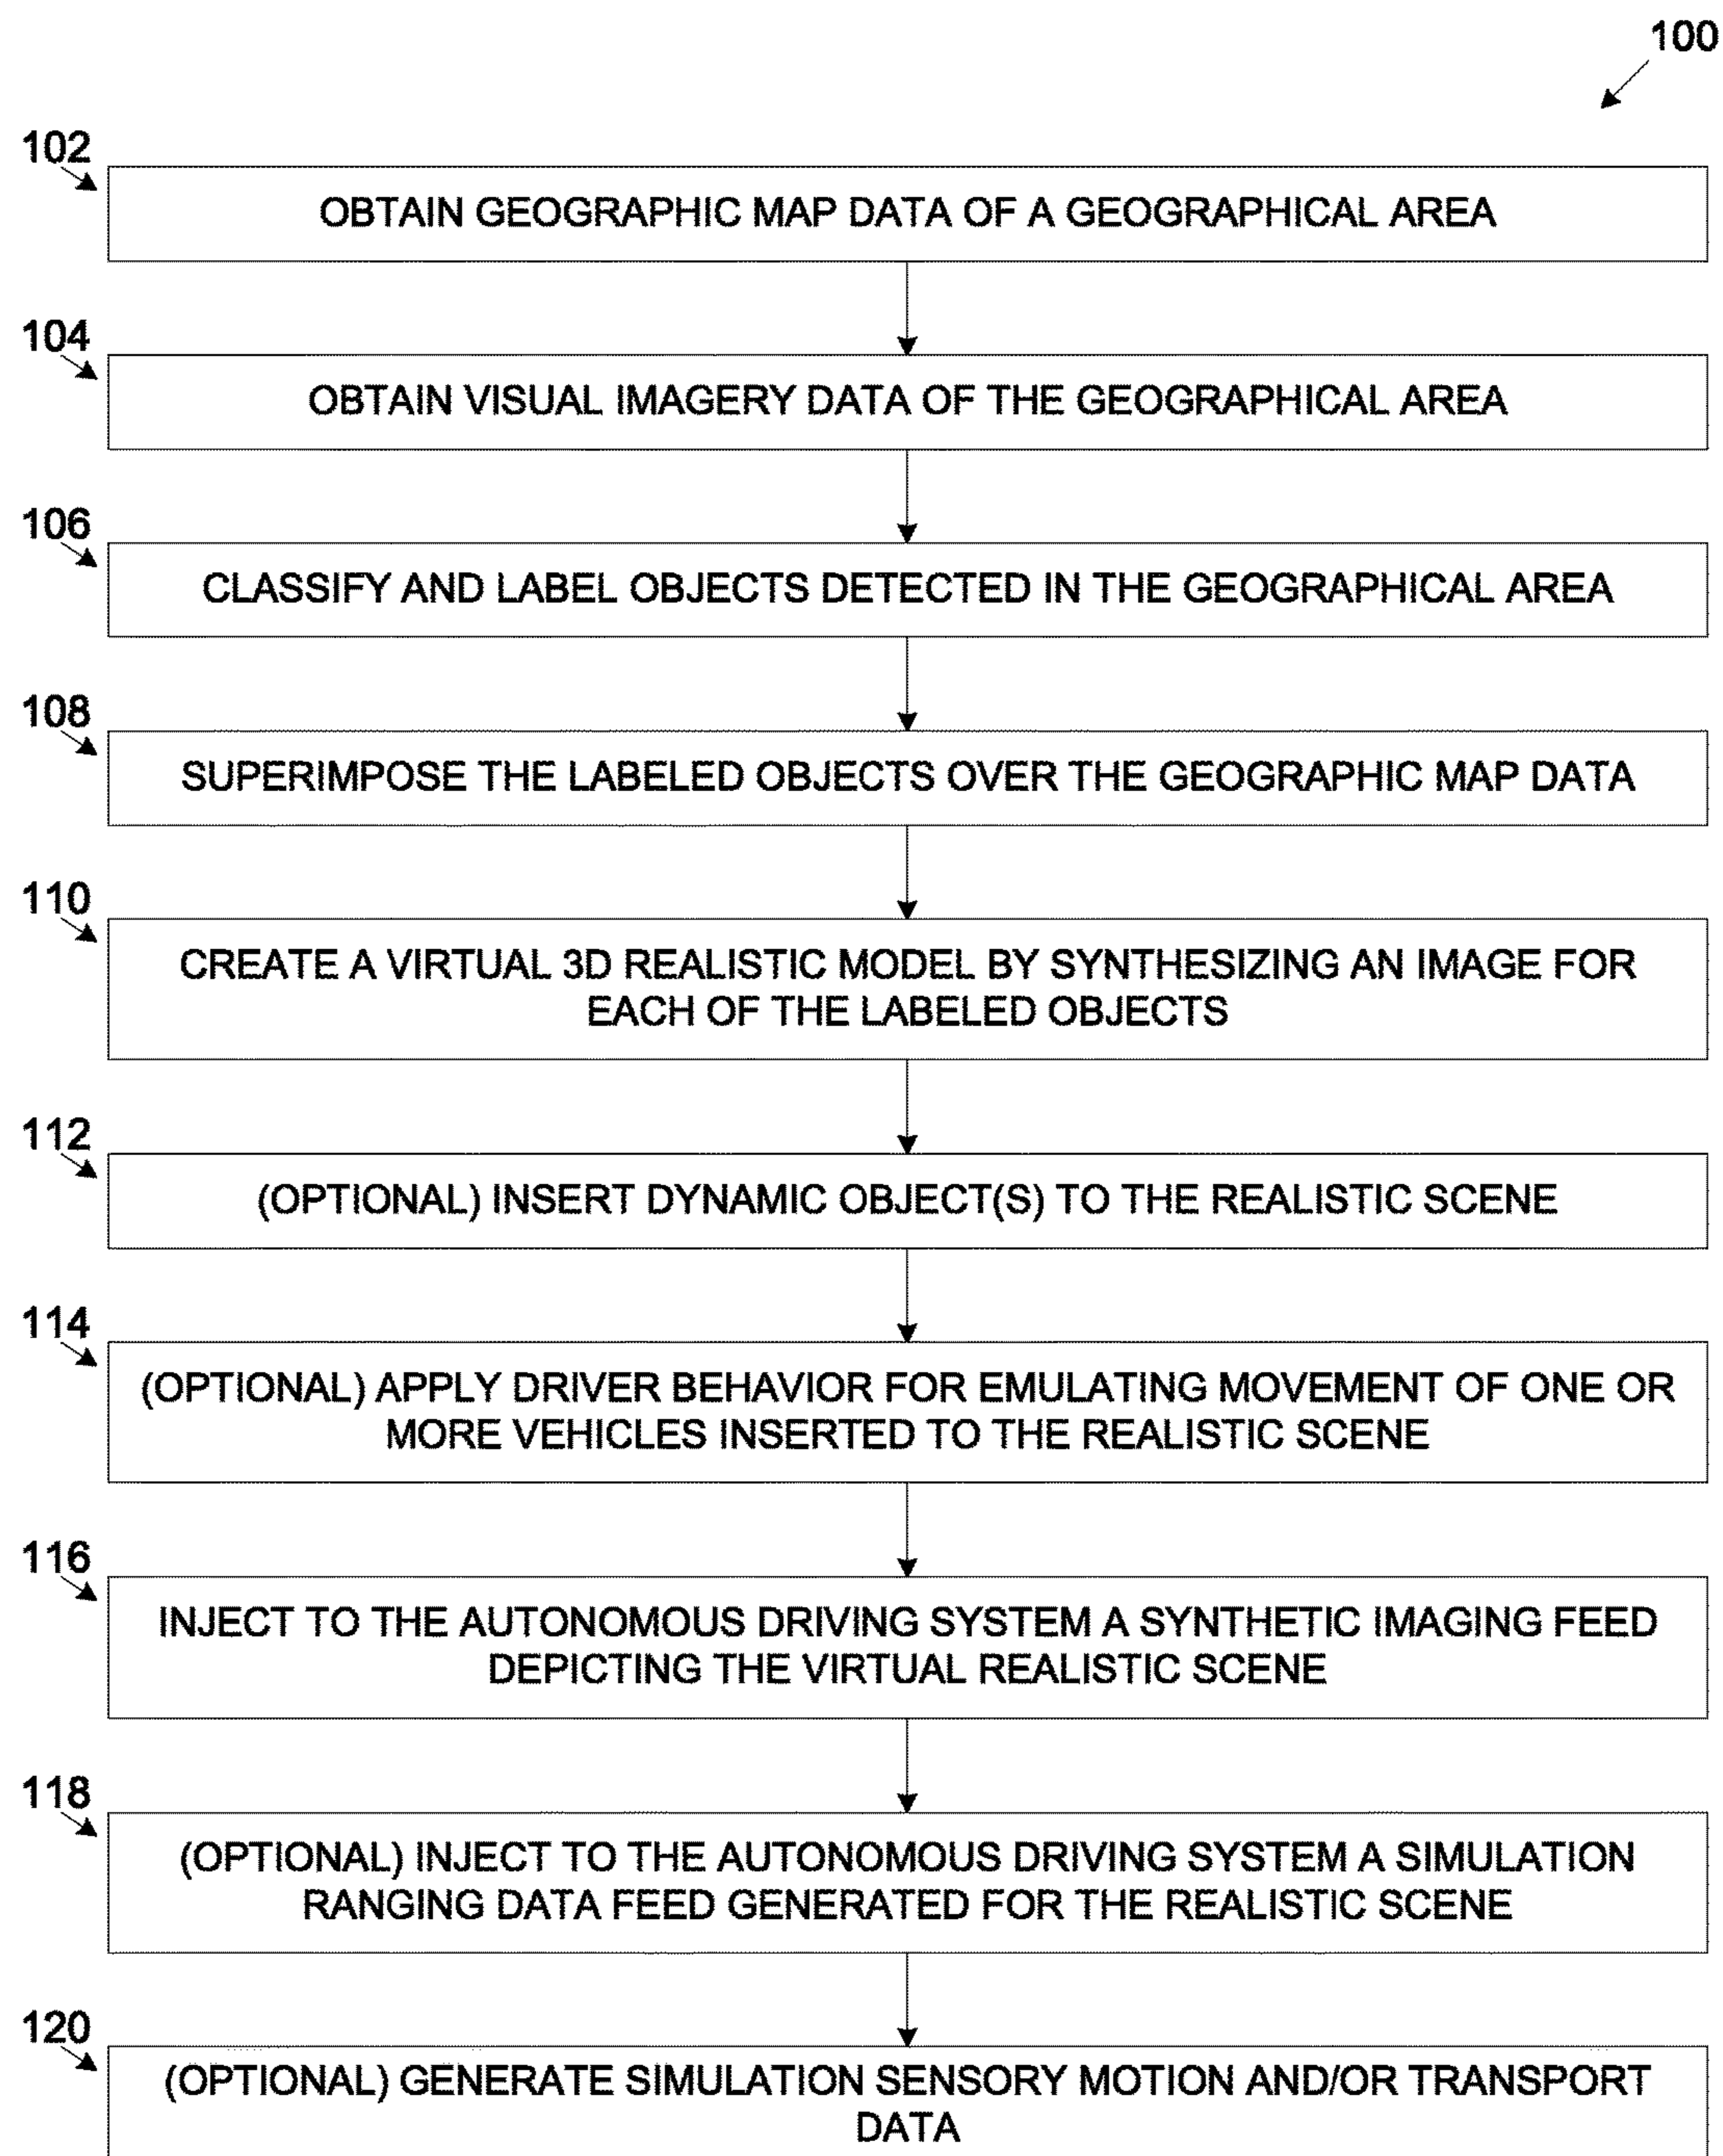 100
102
OBTAIN GEOGRAPHIC MAP DATA OF A GEOGRAPHICAL AREA
104
OBTAIN VISUAL IMAGERY DATA OF THE GEOGRAPHICAL AREA
106
CLASSIFY AND LABEL OBJECTS DETECTED IN THE GEOGRAPHICAL AREA
108
SUPERIMPOSE THE LABELED OBJECTS OVER THE GEOGRAPHIC MAP DATA
110
CREATE A VIRTUAL 3D REALISTIC MODEL BY SYNTHESIZING AN IMAGE FOR
EACH OF THE LABELED OBJECTS
112
(OPTIONAL) INSERT DYNAMIC OBJECT(S) TO THE REALISTIC SCENE
114
(OPTIONAL) APPLY DRIVER BEHAVIOR FOR EMULATING MOVEMENT OF ONE OR
MORE VEHICLES INSERTED TO THE REALISTIC SCENE
116
INJECT TO THE AUTONOMOUS DRIVING SYSTEM A SYNTHETIC IMAGING FEED
DEPICTING THE VIRTUAL REALISTIC SCENE
118
(OPTIONAL) INJECT TO THE AUTONOMOUS DRIVING SYSTEM A SIMULATION
RANGING DATA FEED GENERATED FOR THE REALISTIC SCENE
120
(OPTIONAL) GENERATE SIMULATION SENSORY MOTION AND/OR TRANSPORT
DATA